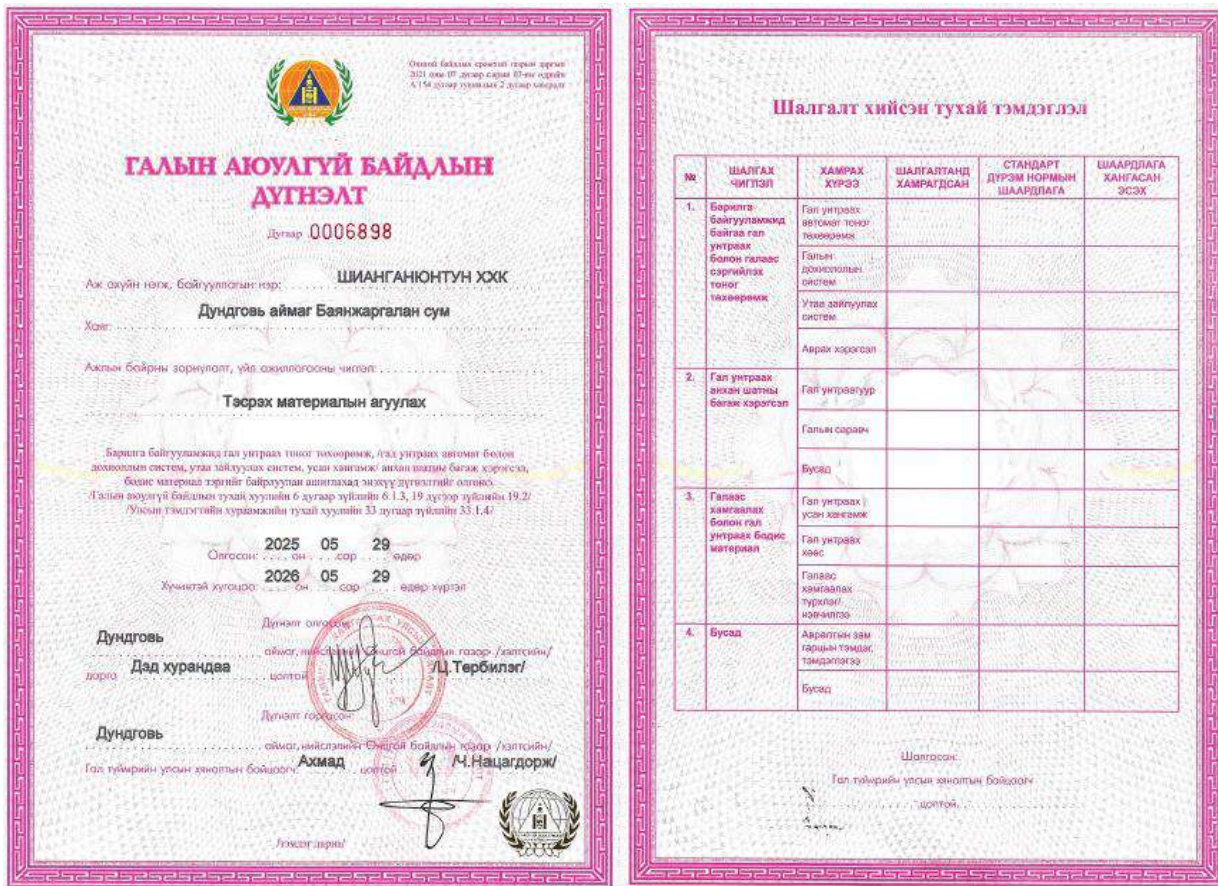 Онцгой байдлын ерөнхий газрын даргын
2021 оны 07 дугаар сарын 03-ны өдрийн
А/154 дугаар тушаалын 2 дугаар хавсралт
ГАЛЫН АЮУЛГҮЙ БАЙДЛЫН
ДҮГНЭЛТ
Дугаар 0006898
Аж ахуйн нэгж, байгууллагын нэр: ШИАНГАНЮНТУН ХХК
Хаяг: Дундговь аймаг Баянжаргалан сум
Ажлын байрны зориулалт, үйл ажиллагааны чиглэл:
Тэсрэх материалын агуулах
Барилга байгууламжид гал унтраах тоног төхөөрөмж, /гал унтраах автомат болон
дохиоллын систем, утаа зайлуулах систем, усан хангамж/ анхан шатны багаж хэрэгсэл,
бодис материал зэргийг байрлуулан ашиглахад энэхүү дүгнэлтийг олгоно.
/Галын аюулгүй байдлын тухай хуулийн 6 дугаар зүйлийн 6.1.3, 19 дүгээр зүйлийн 19.2/
/Улсын тэмдэгтийн хураамжийн тухай хуулийн 33 дугаар зүйлийн 33.1.4/
Олгосон: 2025 он 05 сар 29 өдөр
Хүчинтэй хугацаа: 2026 он 05 сар 29 өдөр хүртэл
Дүгнэлт олгосон:
Дундговь аймаг, нийслэлийн Онцгой байдлын газар /хэлтсийн/
дарга Дэд хурандаа цолтой /Ц.Тэрбилэг/
Дүгнэлт гаргасан:
Дундговь аймаг, нийслэлийн Онцгой байдлын газар /хэлтсийн/
Гал түймрийн улсын хяналтын байцаагч: Ахмад цолтой /Ч.Нацагдорж/
/тэмдэг дарна/
Шалгалт хийсэн тухай тэмдэглэл
№ ШАЛГАХ ЧИГЛЭЛ ХАМРАХ ХҮРЭЭ ШАЛГАЛТАНД ХАМРАГДСАН СТАНДАРТ ДҮРЭМ НОРМЫН ШААРДЛАГА ШААРДЛАГА ХАНГАСАН ЭСЭХ
1. Барилга байгууламжид байгаа гал унтраах болон галаас сэргийлэх тоног төхөөрөмж
Гал унтраах автомат тоног төхөөрөмж
Галын дохиоллын систем
Утаа зайлуулах систем
Аврах хэрэгсэл
2. Гал унтраах анхан шатны багаж хэрэгсэл
Гал унтраагуур
Галын саравч
Бусад
3. Галаас хамгаалах болон гал унтраах бодис материал
Гал унтраах усан хангамж
Гал унтраах хөөс
Галаас хамгаалах түрхлэг/ нэвчилгээ
4. Бусад
Авралтын зам гарцын тэмдэг, тэмдэглэгээ
Бусад
Шалгасан:
Гал түймрийн улсын хяналтын байцаагч
цолтой